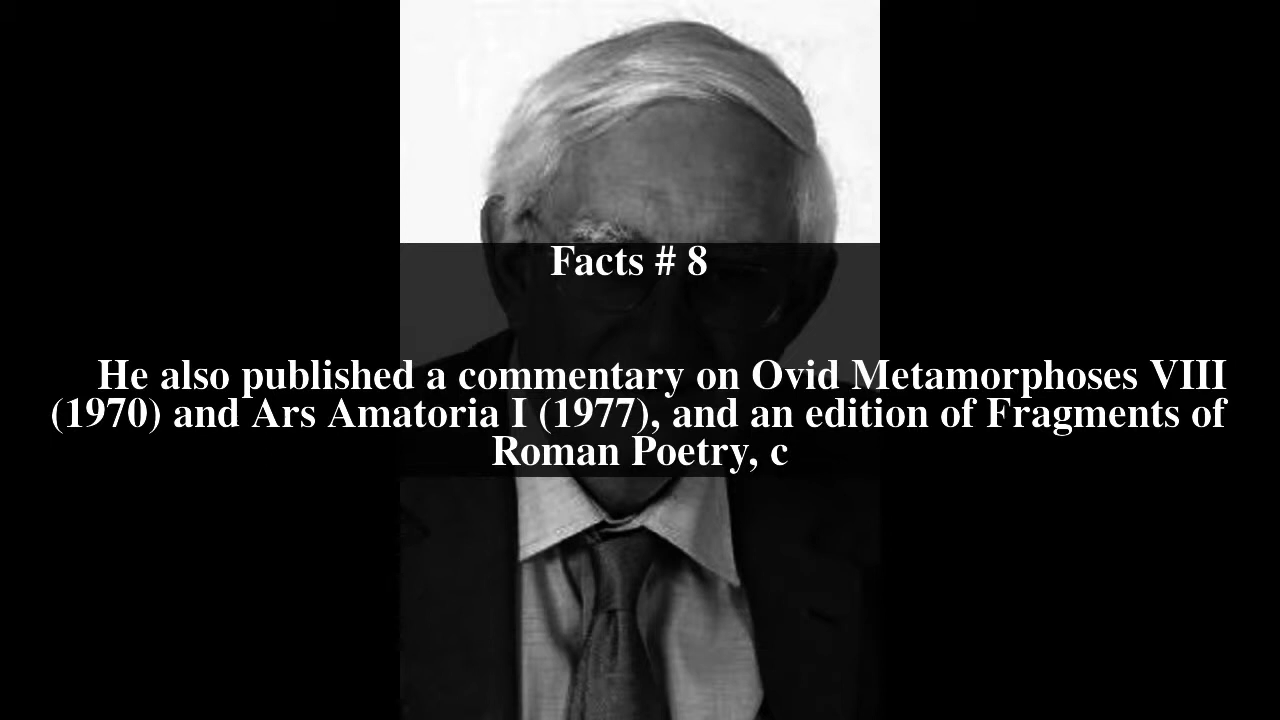 Facts # 8
He also published a commentary on Ovid Metamorphoses VIII
(1970) and Ars Amatoria I (1977), and an edition of Fragments of
Roman Poetry, c